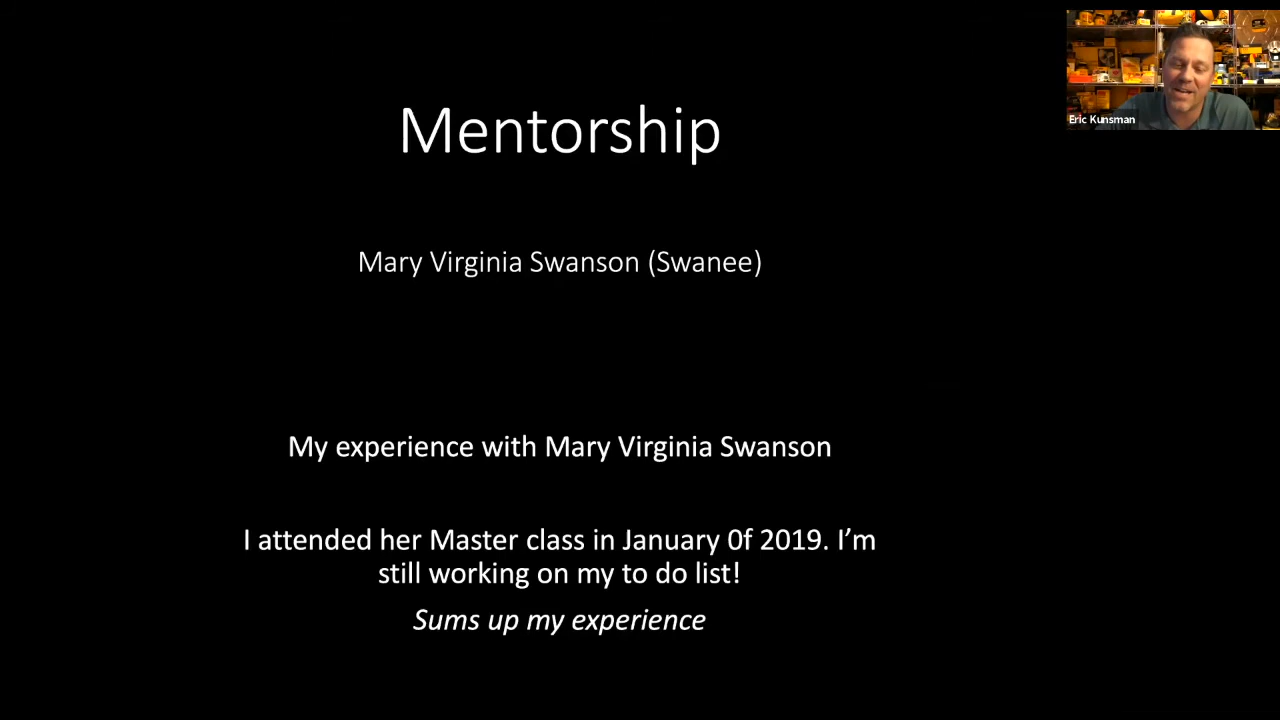 Mentorship
Eric Kunsman
Mary Virginia Swanson (Swanee)
My experience with Mary Virginia Swanson
I attended her Master class in January 0f 2019. I’m
still working on my to do list!
Sums up my experience